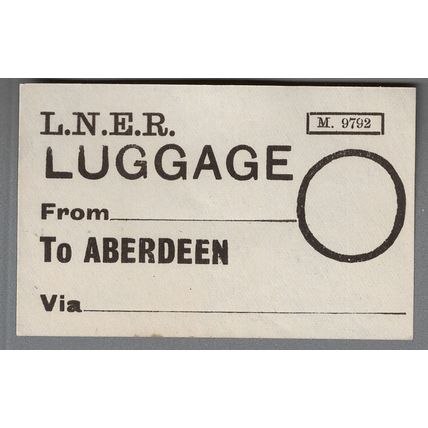 L.N.E.R.
M. 9792
LUGGAGE
From
To ABERDEEN
Via